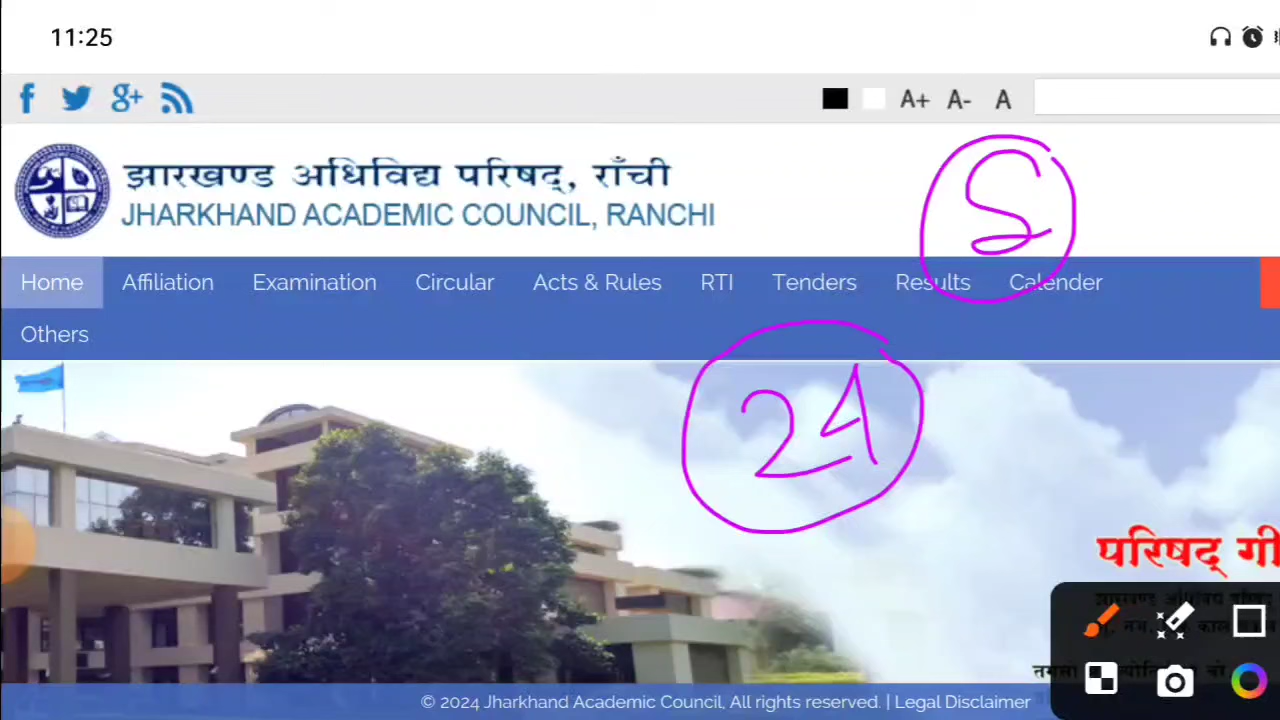 11:25
A+ A- A
झारखण्ड अधिविद्य परिषद्, राँची
JHARKHAND ACADEMIC COUNCIL, RANCHI
S
Home Affiliation Examination Circular Acts & Rules RTI Tenders Results Calender
Others
24
परिषद् गी
© 2024 Jharkhand Academic Council, All rights reserved. | Legal Disclaimer